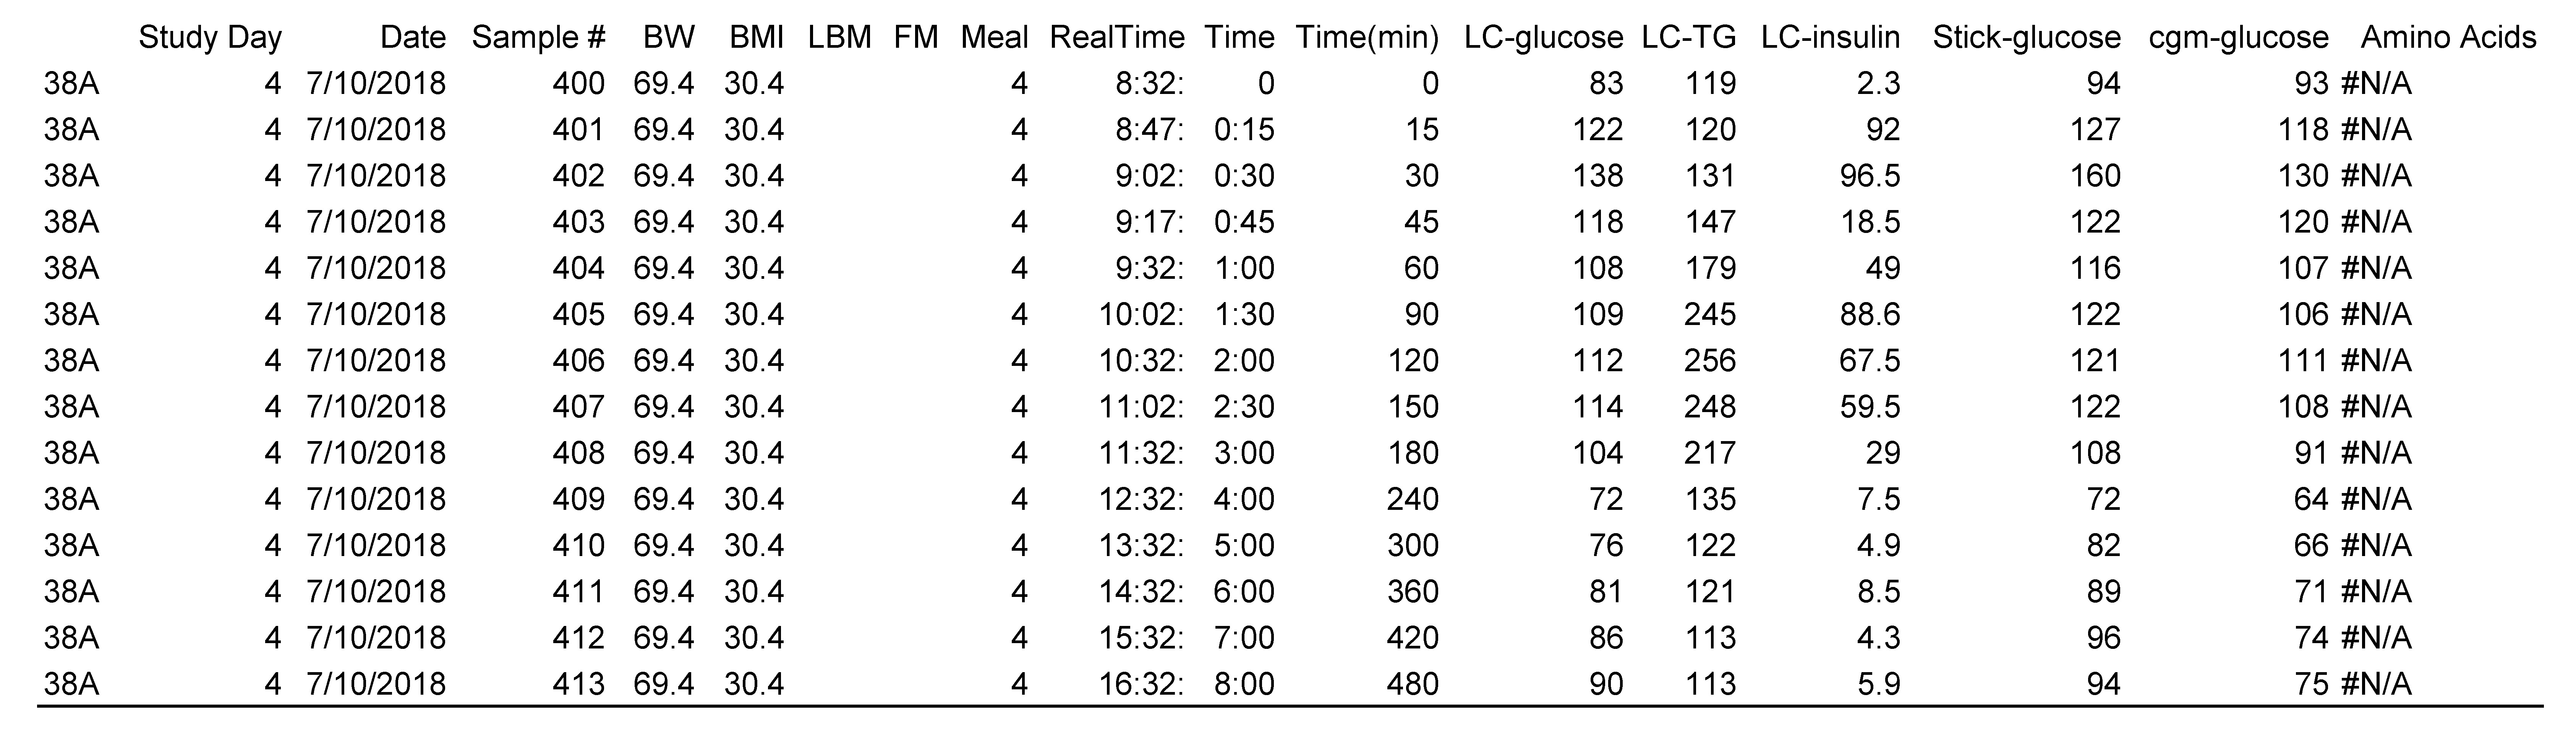 Study Day Date Sample # BW BMI LBM FM Meal RealTime Time Time(min) LC-glucose LC-TG LC-insulin Stick-glucose cgm-glucose Amino Acids
38A 4 7/10/2018 400 69.4 30.4 4 8:32: 0 0 83 119 2.3 94 93 #N/A
38A 4 7/10/2018 401 69.4 30.4 4 8:47: 0:15 15 122 120 92 127 118 #N/A
38A 4 7/10/2018 402 69.4 30.4 4 9:02: 0:30 30 138 131 96.5 160 130 #N/A
38A 4 7/10/2018 403 69.4 30.4 4 9:17: 0:45 45 118 147 18.5 122 120 #N/A
38A 4 7/10/2018 404 69.4 30.4 4 9:32: 1:00 60 108 179 49 116 107 #N/A
38A 4 7/10/2018 405 69.4 30.4 4 10:02: 1:30 90 109 245 88.6 122 106 #N/A
38A 4 7/10/2018 406 69.4 30.4 4 10:32: 2:00 120 112 256 67.5 121 111 #N/A
38A 4 7/10/2018 407 69.4 30.4 4 11:02: 2:30 150 114 248 59.5 122 108 #N/A
38A 4 7/10/2018 408 69.4 30.4 4 11:32: 3:00 180 104 217 29 108 91 #N/A
38A 4 7/10/2018 409 69.4 30.4 4 12:32: 4:00 240 72 135 7.5 72 64 #N/A
38A 4 7/10/2018 410 69.4 30.4 4 13:32: 5:00 300 76 122 4.9 82 66 #N/A
38A 4 7/10/2018 411 69.4 30.4 4 14:32: 6:00 360 81 121 8.5 89 71 #N/A
38A 4 7/10/2018 412 69.4 30.4 4 15:32: 7:00 420 86 113 4.3 96 74 #N/A
38A 4 7/10/2018 413 69.4 30.4 4 16:32: 8:00 480 90 113 5.9 94 75 #N/A